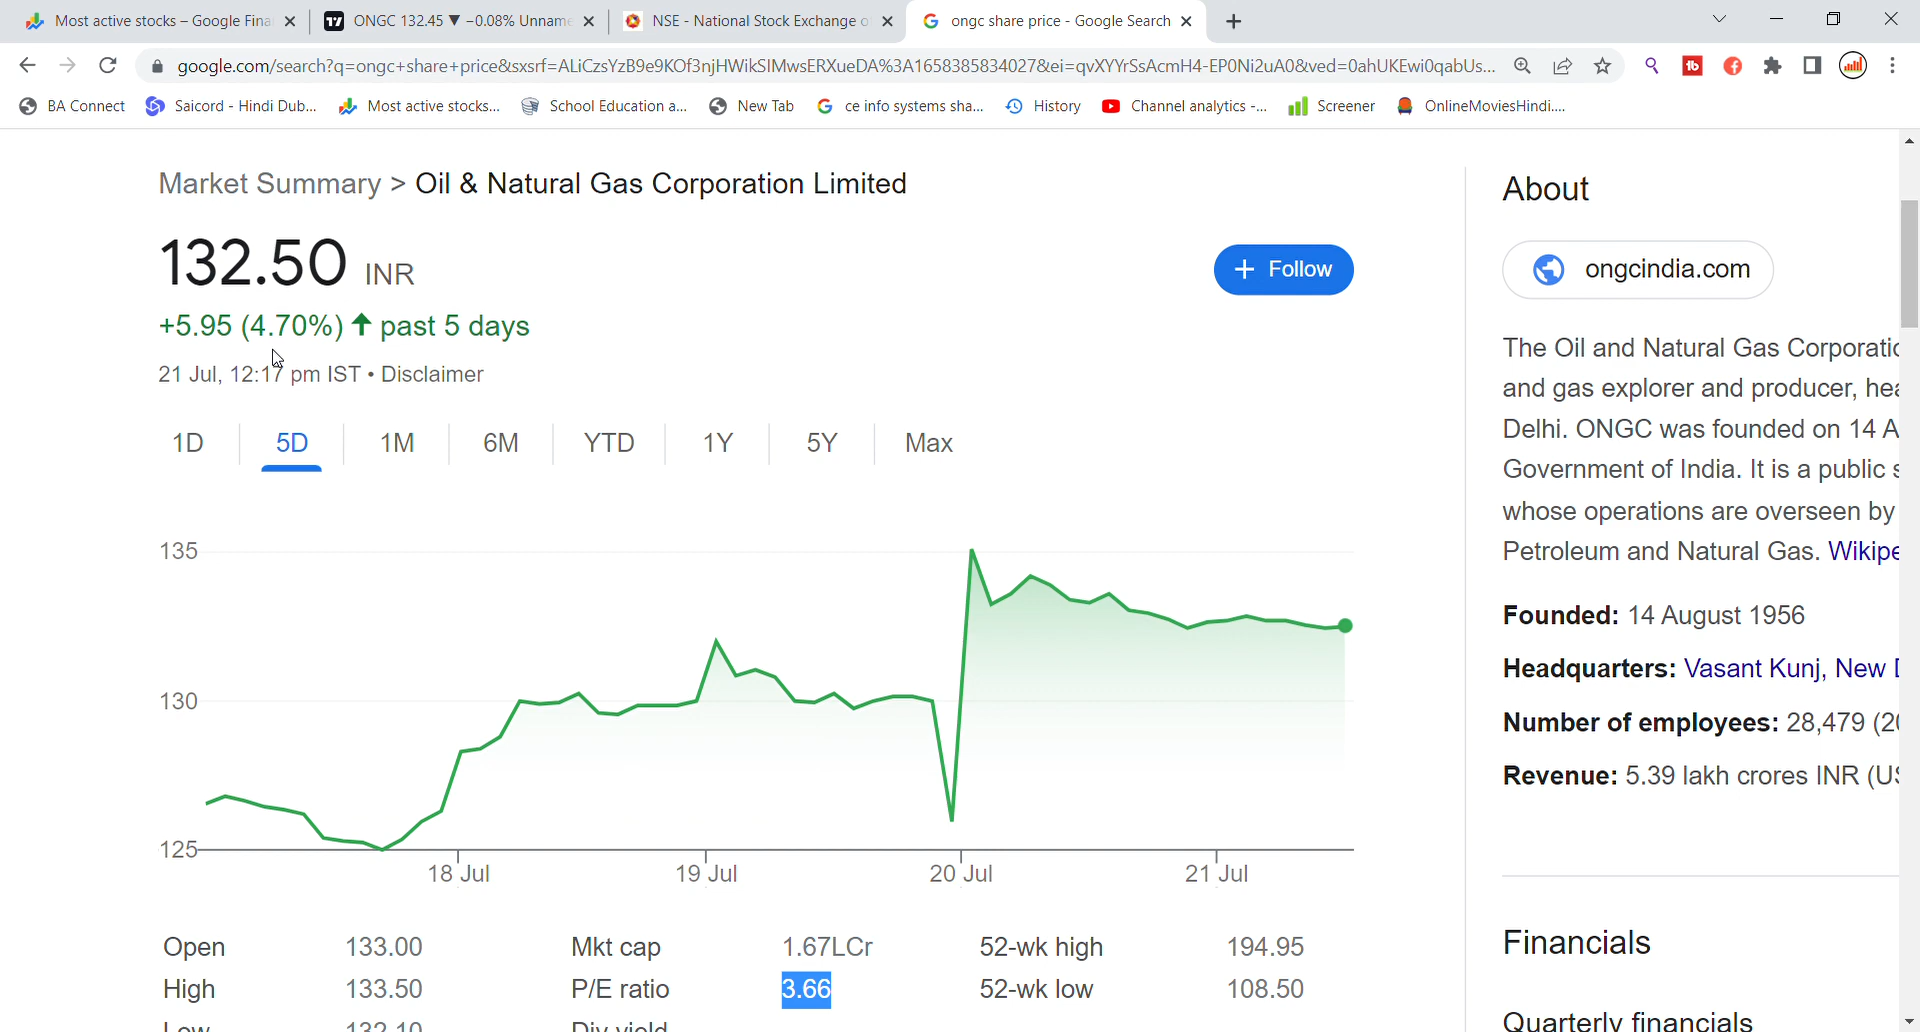 Most active stocks – Google Fina
ONGC 132.45 ▼ −0.08% Unname
NSE - National Stock Exchange o
ongc share price - Google Search
google.com/search?q=ongc+share+price&sxsrf=ALiCzsYzB9e9KOf3njHWikSIMwsERXueDA%3A1658385834027&ei=qvXYYrSsAcmH4-EP0Ni2uA0&ved=0ahUKEwi0qabUs...
BA Connect
Saicord - Hindi Dub...
Most active stocks...
School Education a...
New Tab
ce info systems sha...
History
Channel analytics -...
Screener
OnlineMoviesHindi....
Market Summary > Oil & Natural Gas Corporation Limited
132.50 INR
+ Follow
+5.95 (4.70%) ↑ past 5 days
21 Jul, 12:17 pm IST • Disclaimer
1D 5D 1M 6M YTD 1Y 5Y Max
135
130
125
18 Jul 19 Jul 20 Jul 21 Jul
Open 133.00 Mkt cap 1.67LCr 52-wk high 194.95
High 133.50 P/E ratio 3.66 52-wk low 108.50
Low 132.10 Div yield
About
ongcindia.com
The Oil and Natural Gas Corporatic
and gas explorer and producer, hea
Delhi. ONGC was founded on 14 A
Government of India. It is a public s
whose operations are overseen by
Petroleum and Natural Gas. Wikipe
Founded: 14 August 1956
Headquarters: Vasant Kunj, New D
Number of employees: 28,479 (20
Revenue: 5.39 lakh crores INR (US
Financials
Quarterly financials